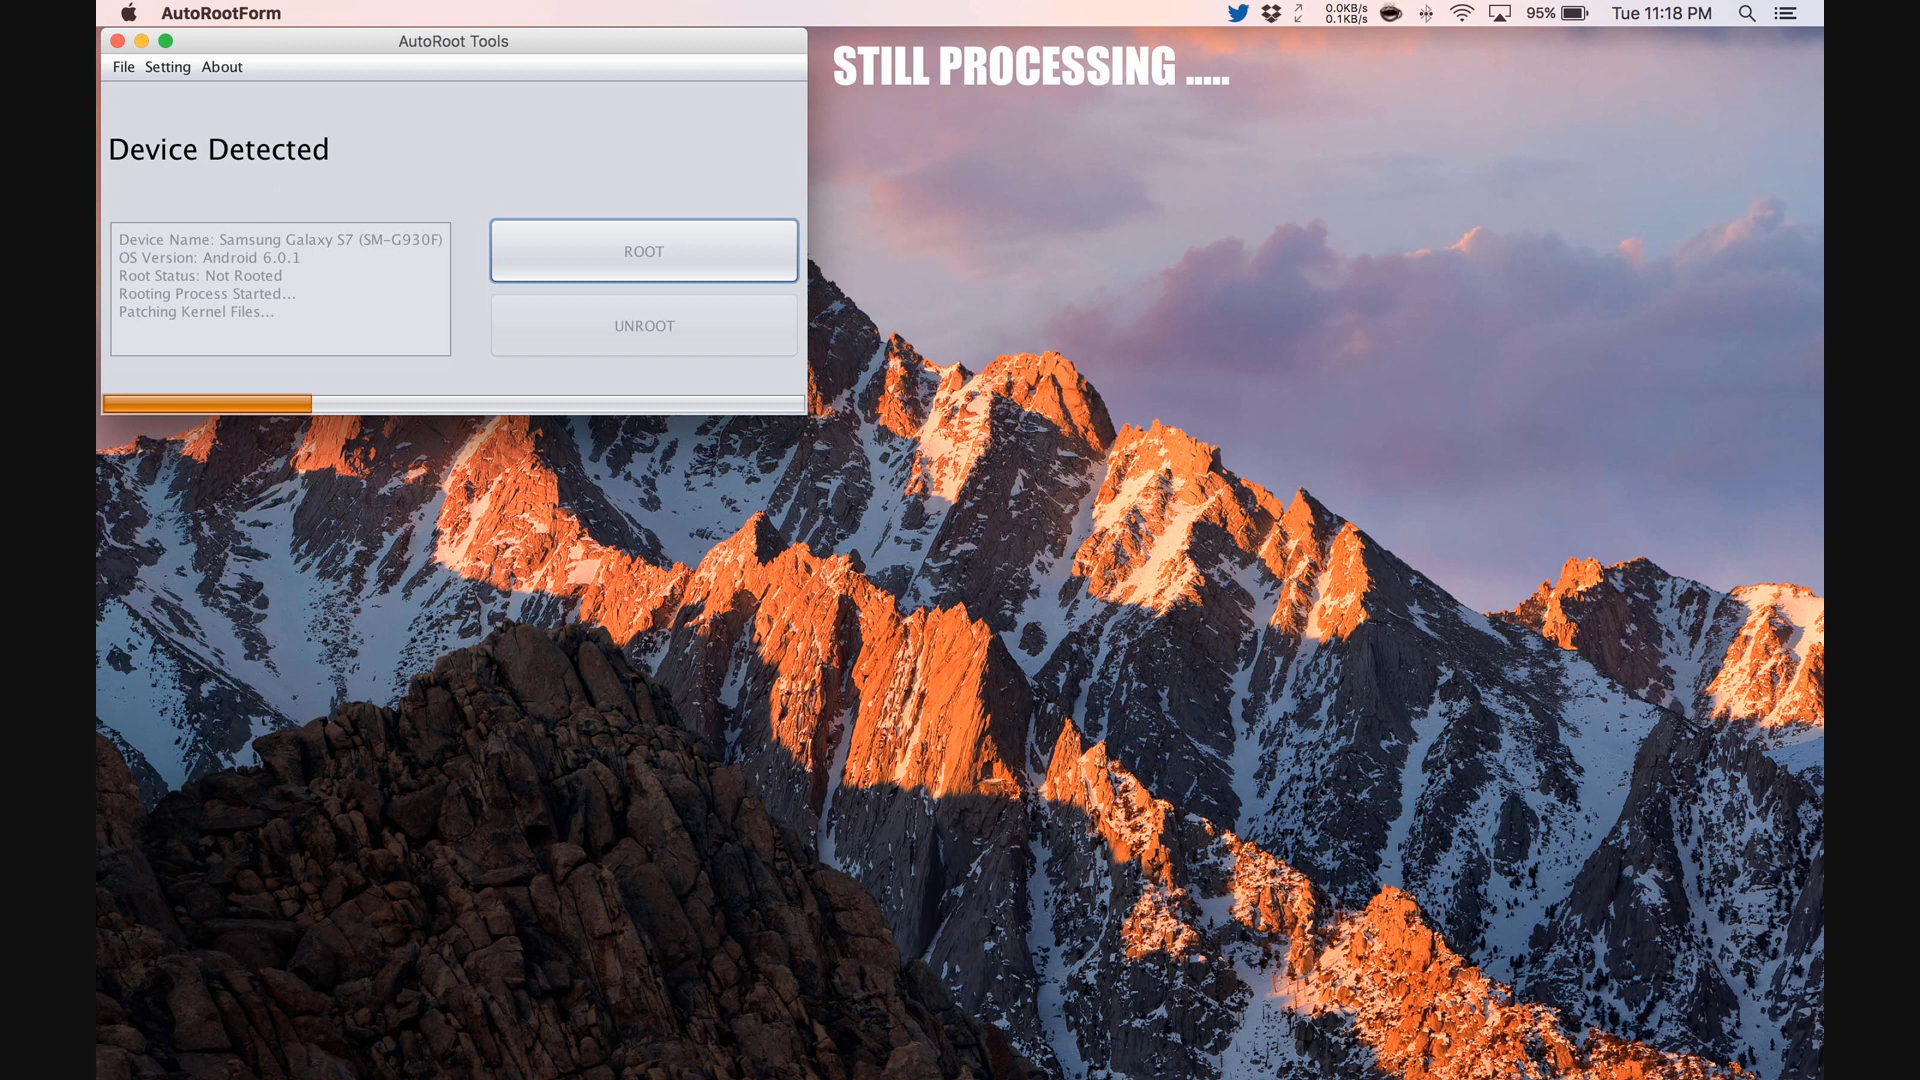 AutoRootForm
0.0KB/s
0.1KB/s
95%
Tue 11:18 PM
AutoRoot Tools
File Setting About
STILL PROCESSING .....
Device Detected
Device Name: Samsung Galaxy S7 (SM-G930F)
OS Version: Android 6.0.1
Root Status: Not Rooted
Rooting Process Started...
Patching Kernel Files...
ROOT
UNROOT